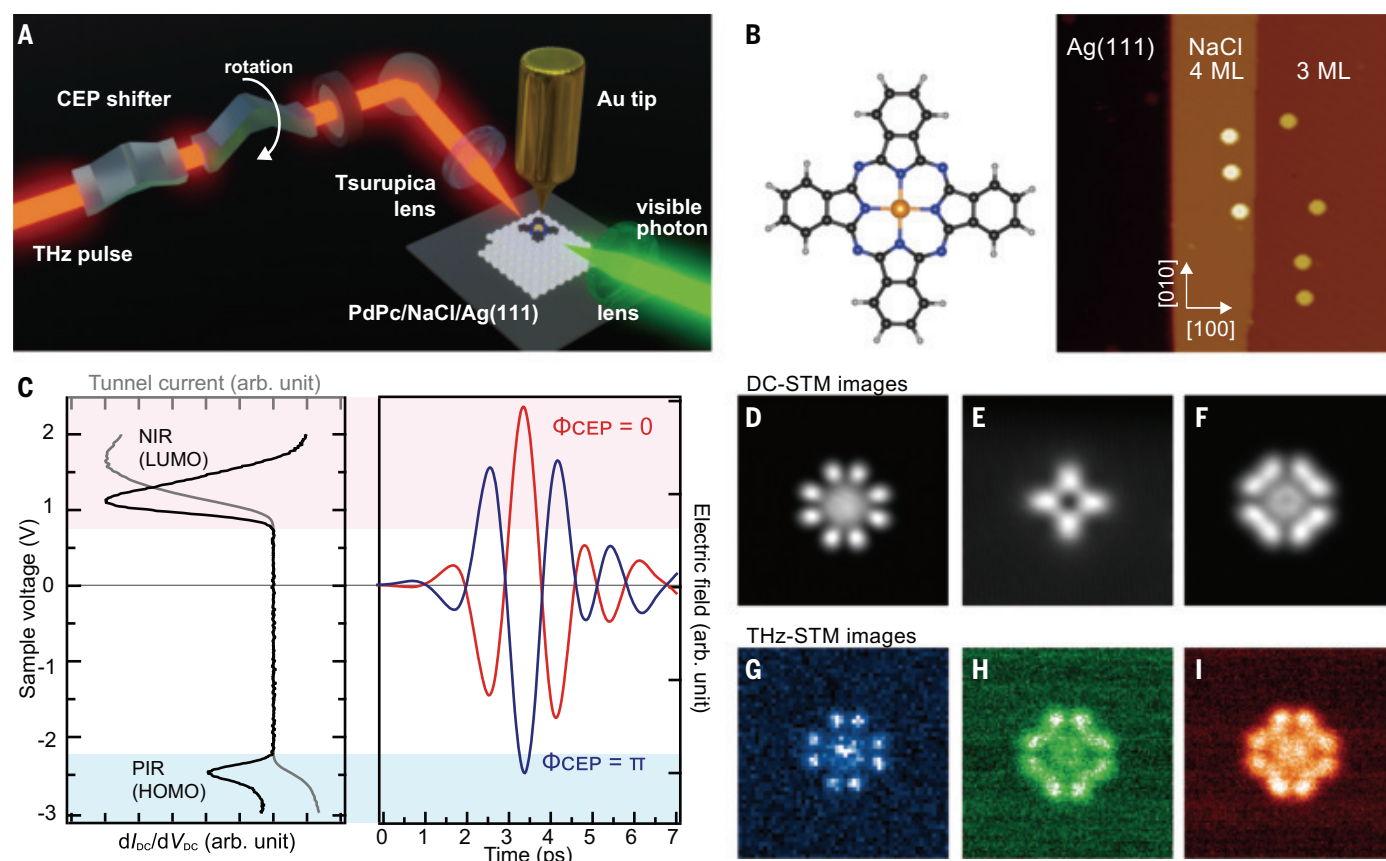 A
rotation
CEP shifter
Au tip
Tsurupica
lens
visible
photon
THz pulse
PdPc/NaCl/Ag(111)
lens
B
Ag(111)
NaCl
4 ML
3 ML
[010]
[100]
C
Tunnel current (arb. unit)
Sample voltage (V)
2
1
0
-1
-2
-3
NIR
(LUMO)
PIR
(HOMO)
dI_DC/dV_DC (arb. unit)
ΦCEP = 0
ΦCEP = π
Electric field (arb. unit)
0 1 2 3 4 5 6 7
Time (ps)
DC-STM images
D
E
F
THz-STM images
G
H
I